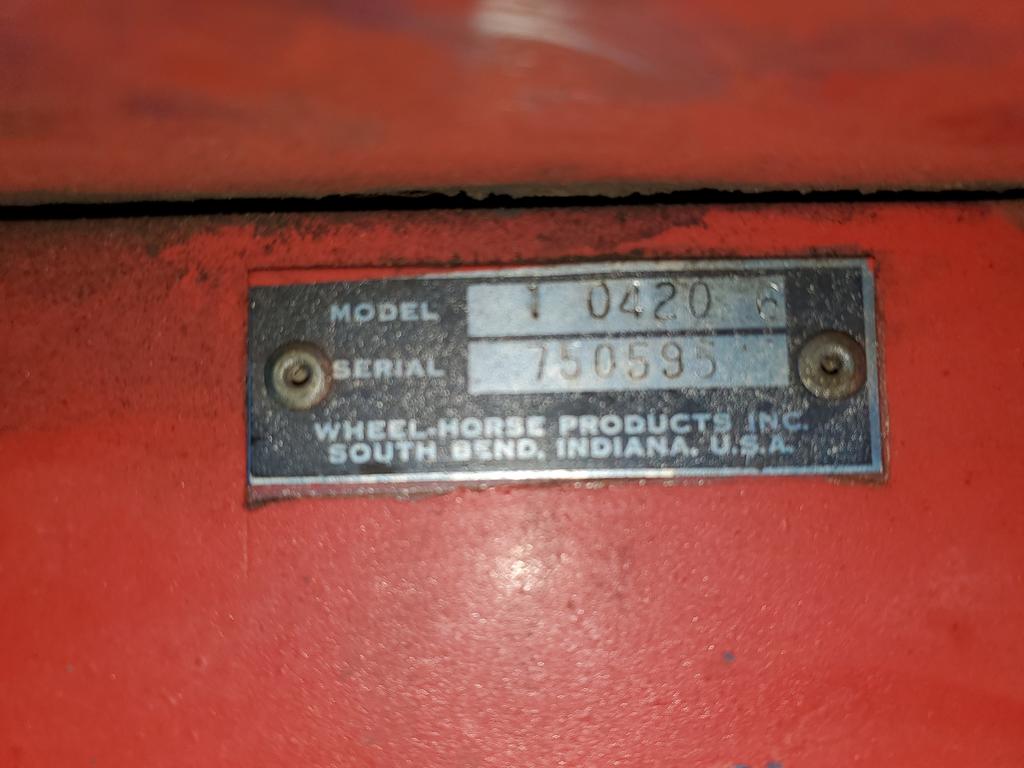 MODEL 1 0420 6
SERIAL 750595
WHEEL-HORSE PRODUCTS INC.
SOUTH BEND, INDIANA, U.S.A.